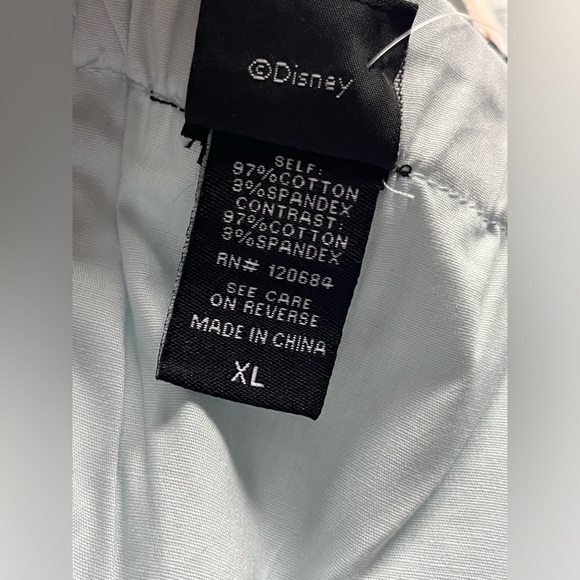 ©Disney
SELF:
97%COTTON
3%SPANDEX
CONTRAST:
97%COTTON
3%SPANDEX
RN# 120684
SEE CARE
ON REVERSE
MADE IN CHINA
XL